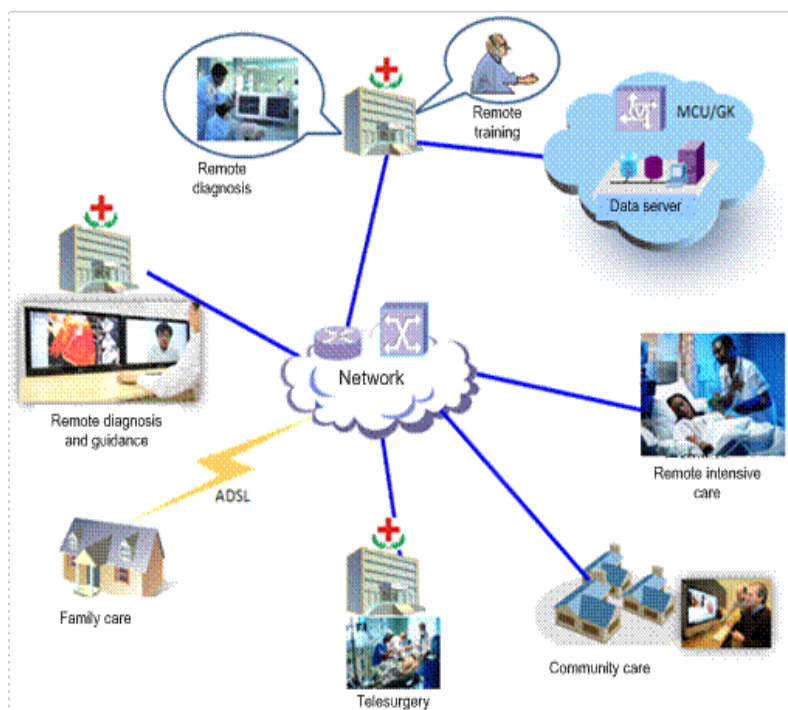 Remote
diagnosis
Remote
training
MCU/GK
Data server
Network
Remote diagnosis
and guidance
Remote intensive
care
ADSL
Family care
Community care
Telesurgery